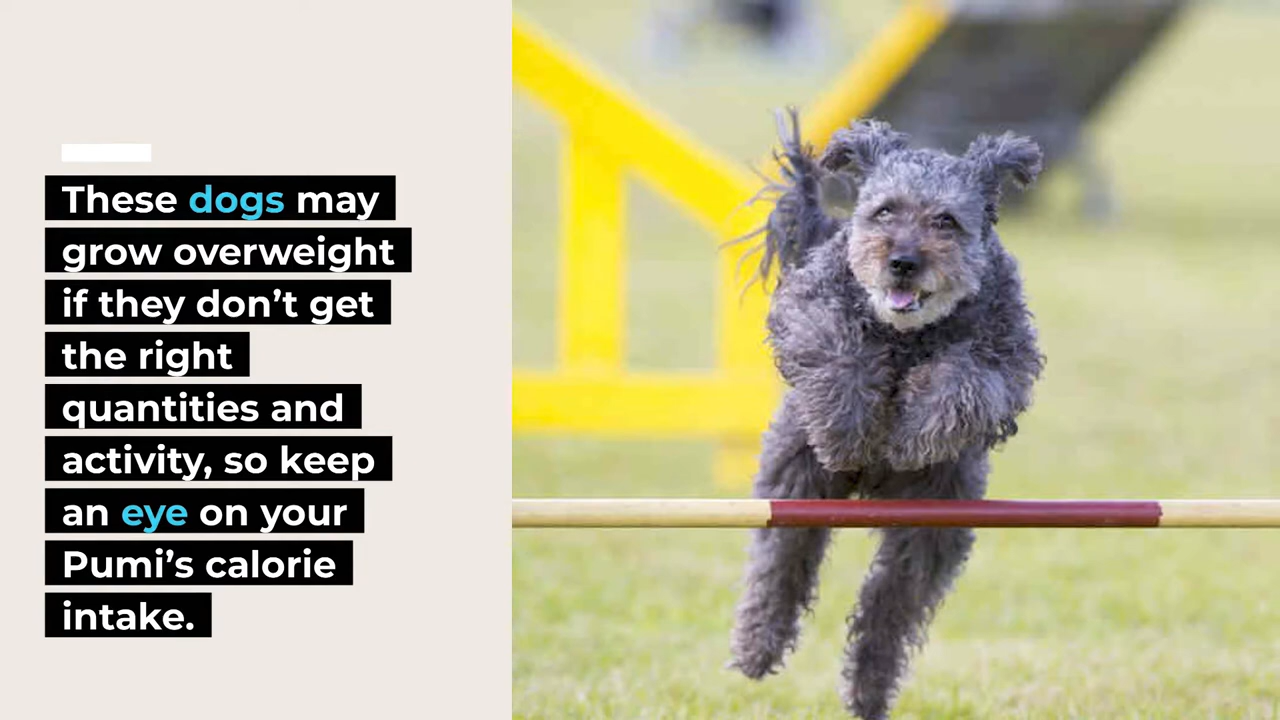 These dogs may
grow overweight
if they don’t get
the right
quantities and
activity, so keep
an eye on your
Pumi’s calorie
intake.